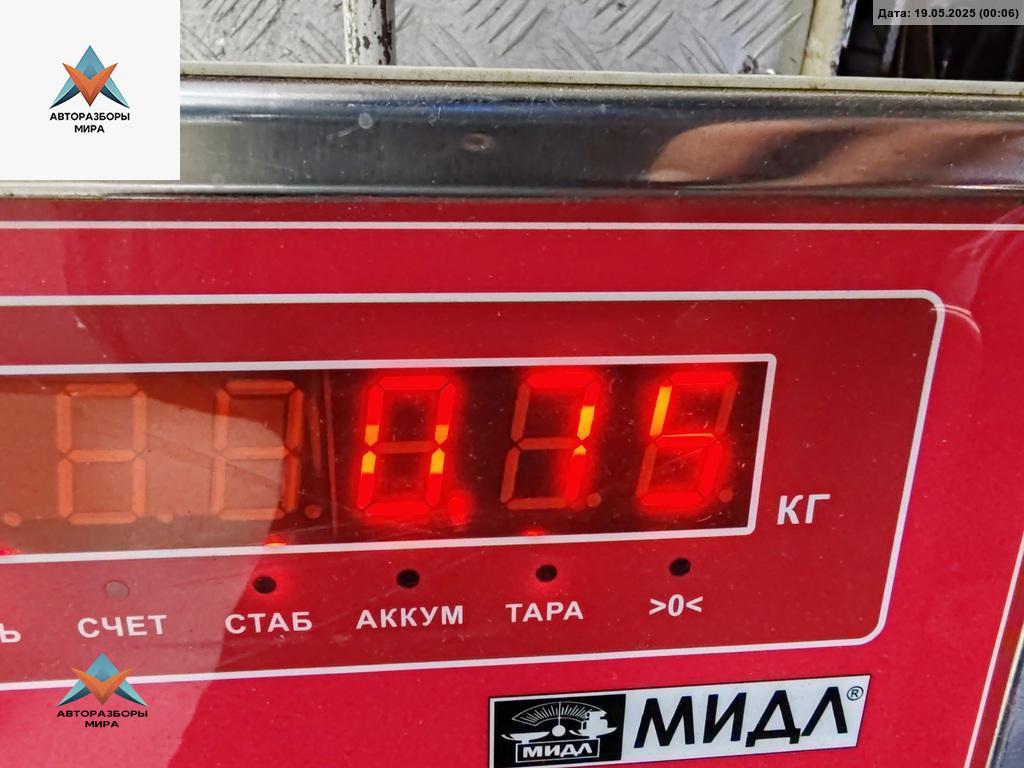 Дата: 19.05.2025 (00:06)
АВТОРАЗБОРЫ
МИРА
0.75
КГ
СЧЕТ СТАБ АККУМ ТАРА >0<
АВТОРАЗБОРЫ
МИРА
МИДЛ МИДЛ®